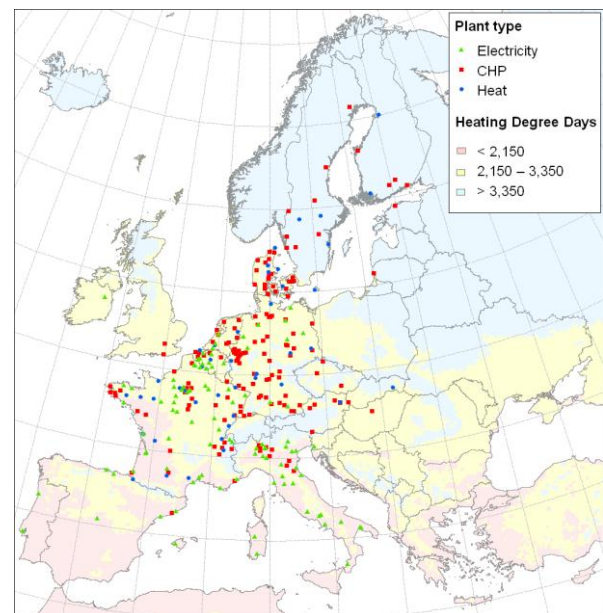 Plant type
Electricity
CHP
Heat
Heating Degree Days
< 2,150
2,150 – 3,350
> 3,350